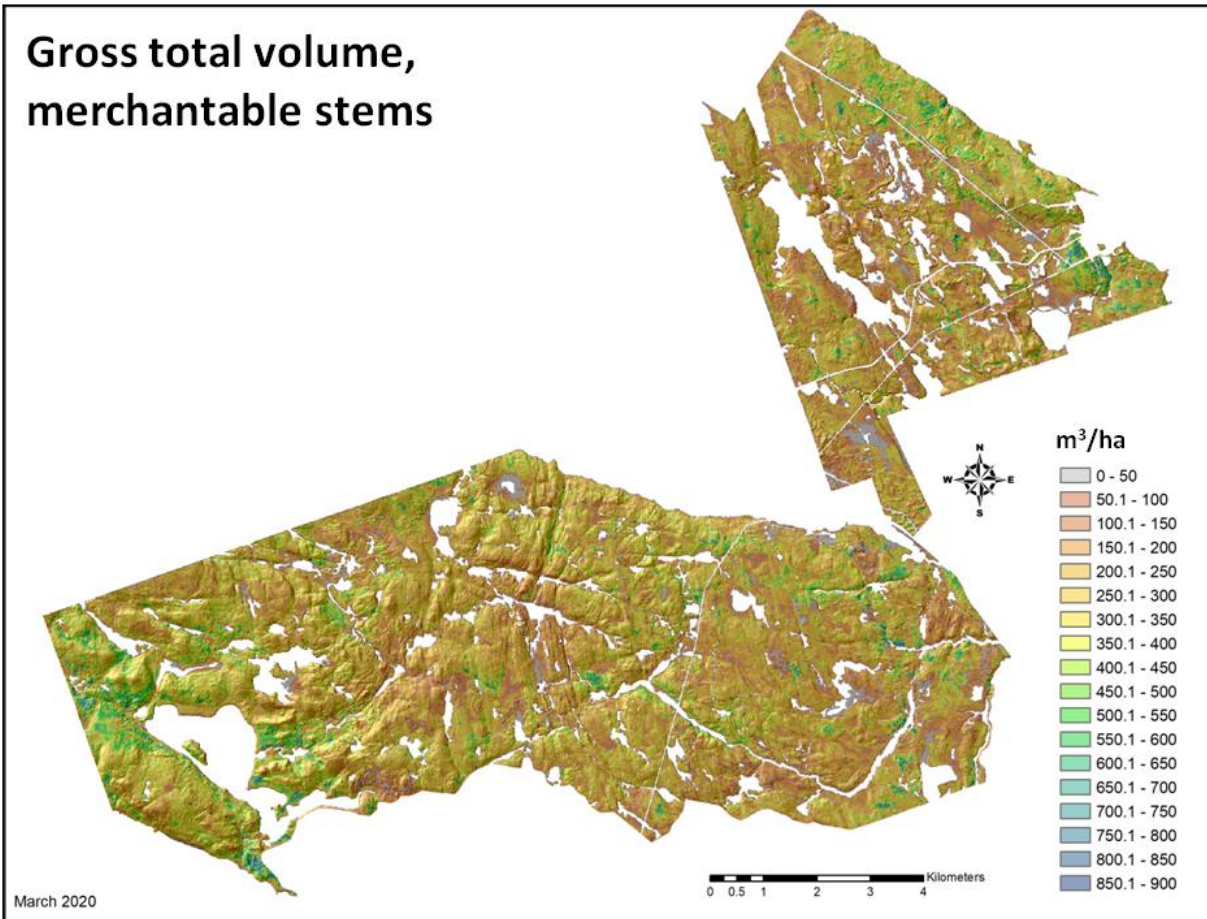 Gross total volume,
merchantable stems
N
W E
S
m³/ha
0 - 50
50.1 - 100
100.1 - 150
150.1 - 200
200.1 - 250
250.1 - 300
300.1 - 350
350.1 - 400
400.1 - 450
450.1 - 500
500.1 - 550
550.1 - 600
600.1 - 650
650.1 - 700
700.1 - 750
750.1 - 800
800.1 - 850
850.1 - 900
Kilometers
0 0.5 1 2 3 4
March 2020